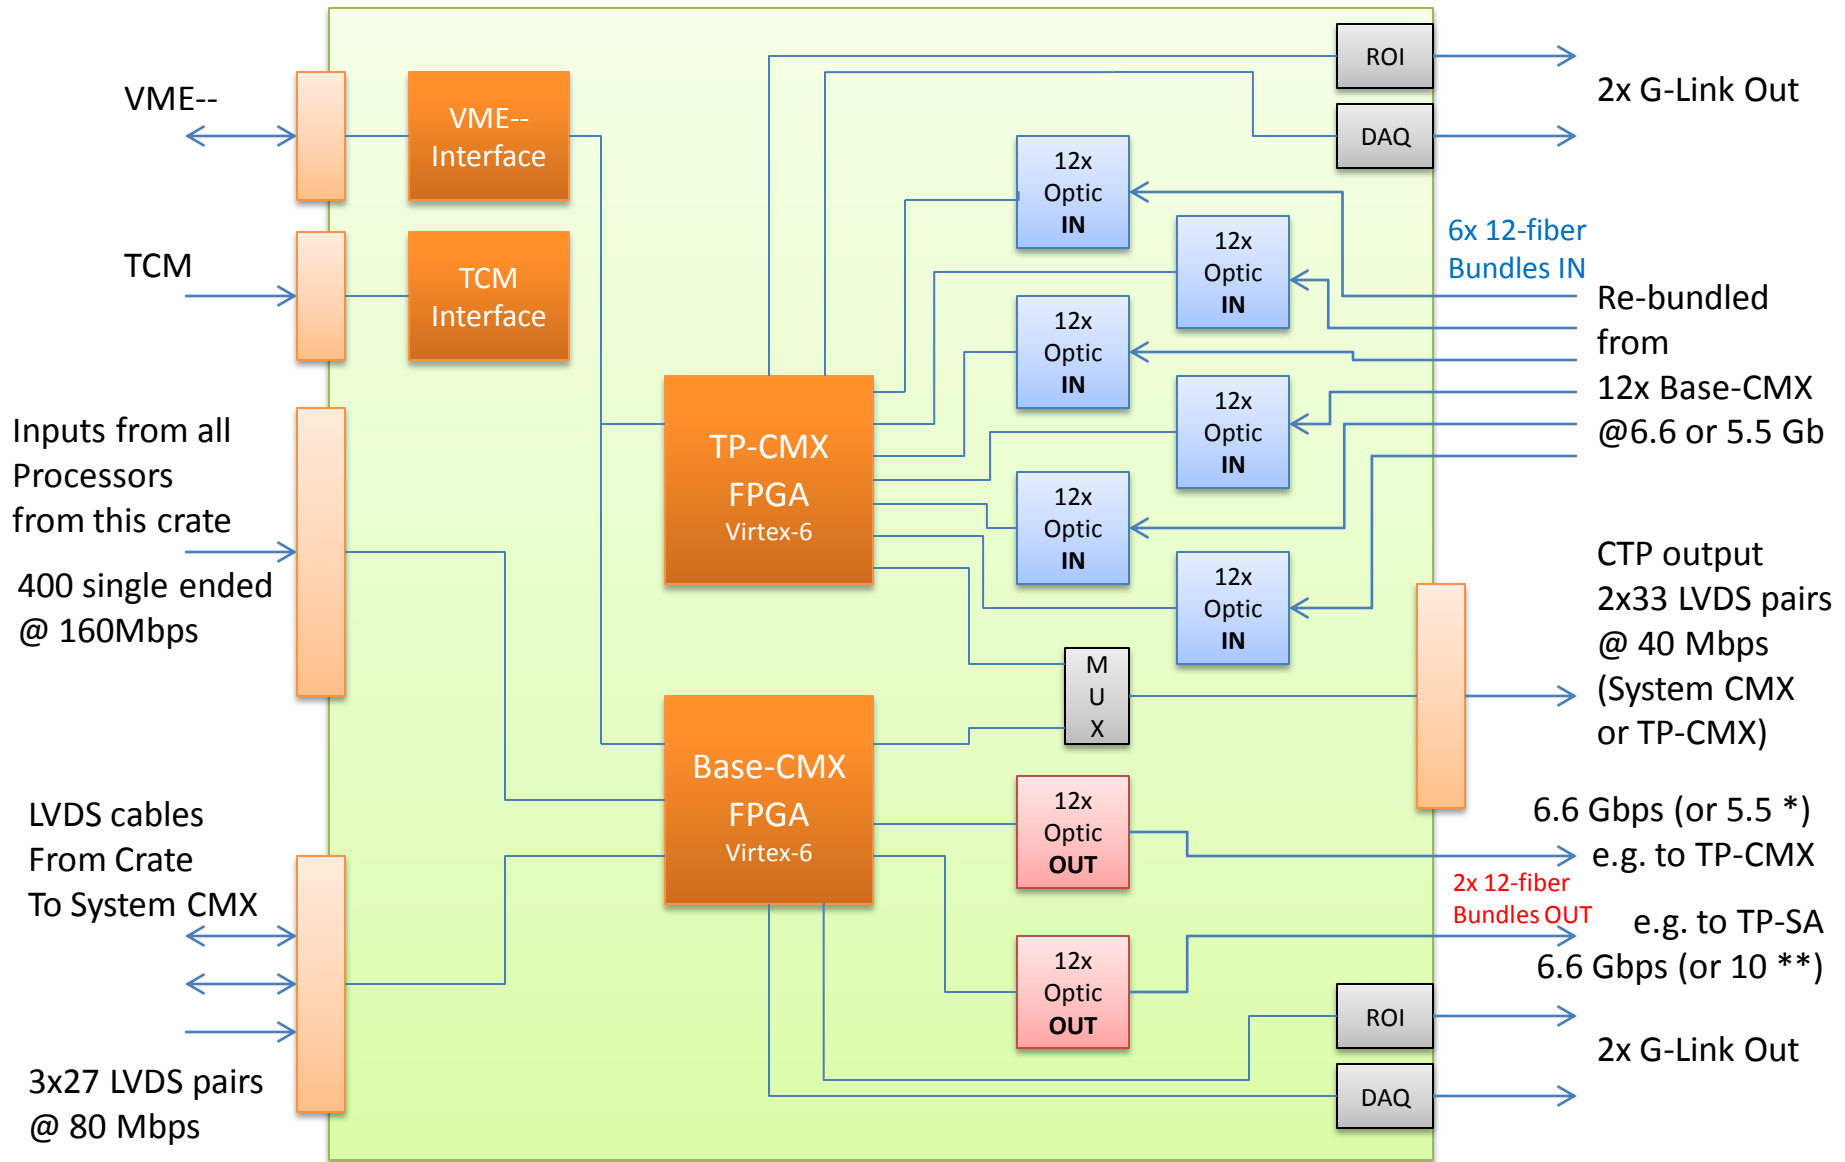 VME--
VME--
Interface
TCM
TCM
Interface
Inputs from all
Processors
from this crate
400 single ended
@ 160Mbps
LVDS cables
From Crate
To System CMX
3x27 LVDS pairs
@ 80 Mbps
TP-CMX
FPGA
Virtex-6
Base-CMX
FPGA
Virtex-6
12x
Optic
IN
12x
Optic
IN
12x
Optic
IN
12x
Optic
IN
12x
Optic
IN
12x
Optic
IN
M
U
X
12x
Optic
OUT
12x
Optic
OUT
ROI
DAQ
2x G-Link Out
6x 12-fiber
Bundles IN
Re-bundled
from
12x Base-CMX
@6.6 or 5.5 Gb
CTP output
2x33 LVDS pairs
@ 40 Mbps
(System CMX
or TP-CMX)
6.6 Gbps (or 5.5 *)
e.g. to TP-CMX
2x 12-fiber
Bundles OUT
e.g. to TP-SA
6.6 Gbps (or 10 **)
ROI
2x G-Link Out
DAQ